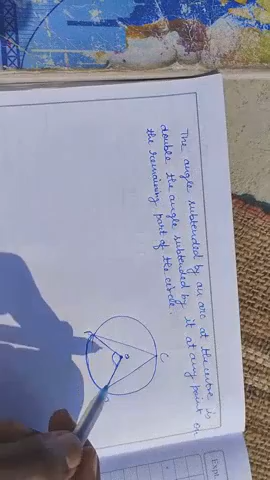 The angle subtended by an arc at the centre is
double the angle subtended by it at any point on
the remaining part of the circle.
C
Expt.